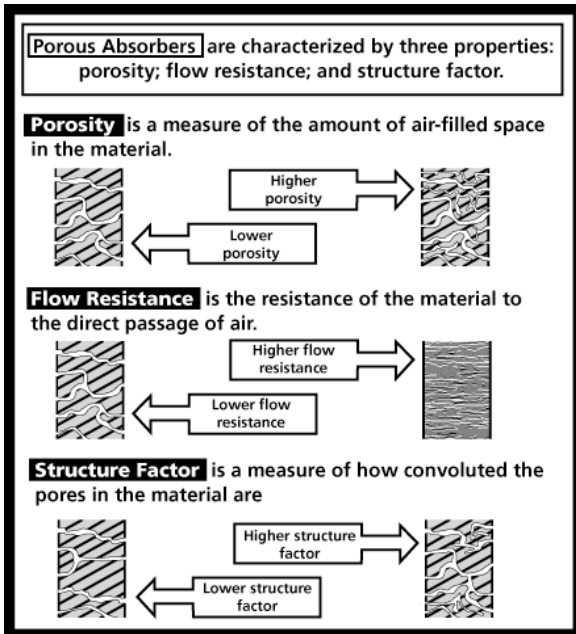 Porous Absorbers are characterized by three properties:
porosity; flow resistance; and structure factor.
Porosity is a measure of the amount of air-filled space
in the material.
Higher
porosity
Lower
porosity
Flow Resistance is the resistance of the material to
the direct passage of air.
Higher flow
resistance
Lower flow
resistance
Structure Factor is a measure of how convoluted the
pores in the material are
Higher structure
factor
Lower structure
factor